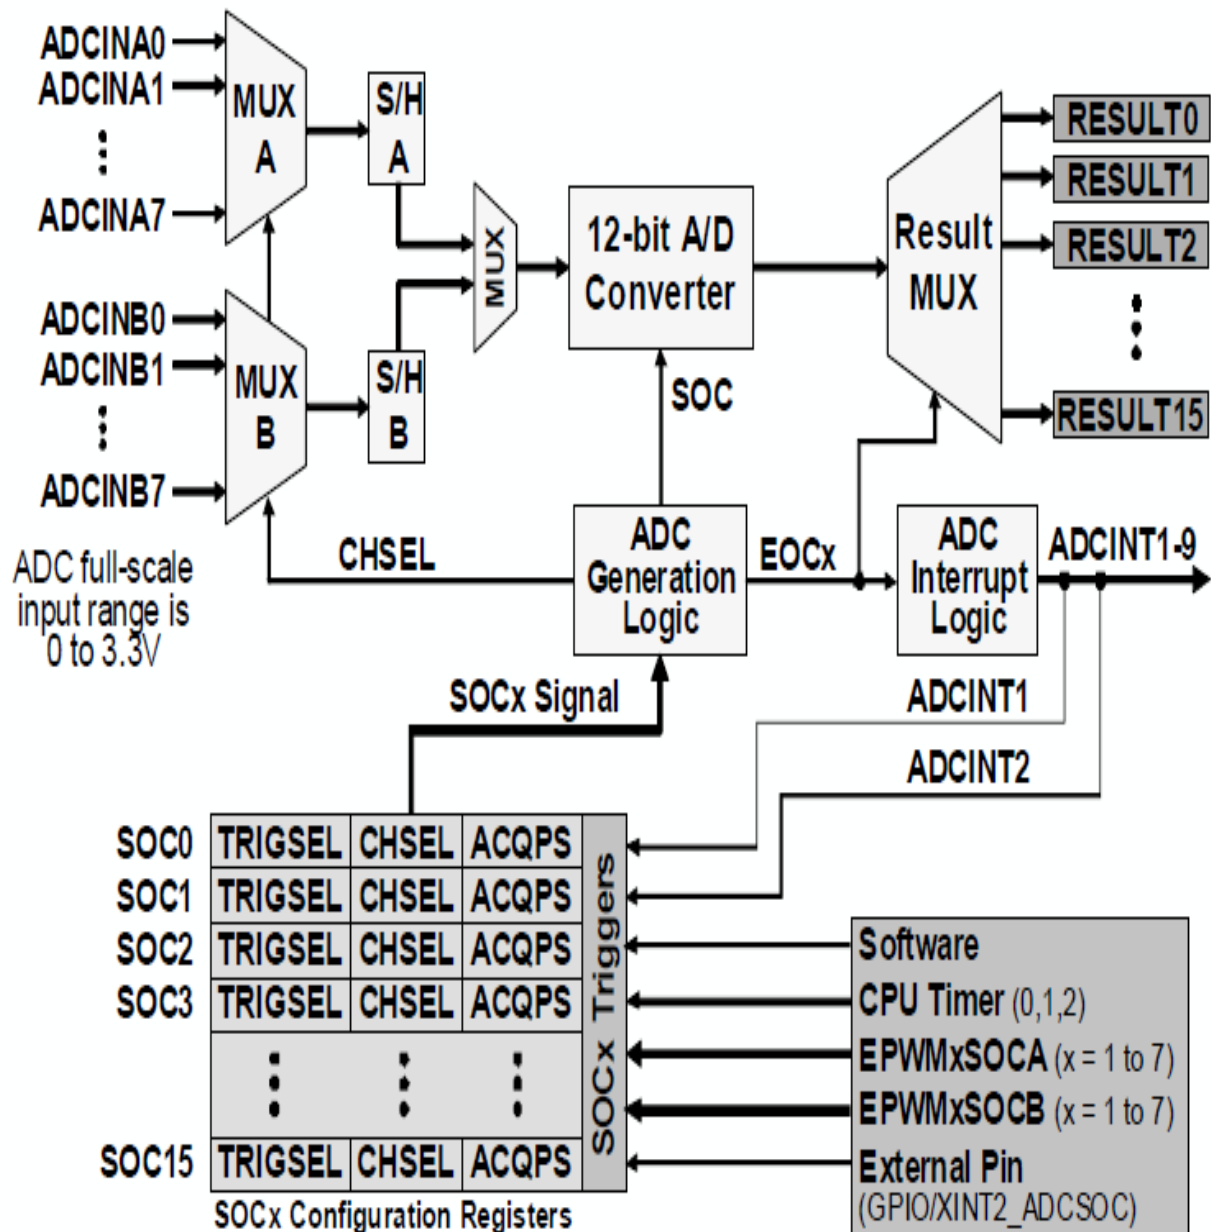 ADCINA0
ADCINA1
ADCINA7
MUX
A
S/H
A
ADCINB0
ADCINB1
ADCINB7
MUX
B
S/H
B
MUX
12-bit A/D
Converter
SOC
Result
MUX
RESULT0
RESULT1
RESULT2
RESULT15
ADC full-scale
input range is
0 to 3.3V
CHSEL
ADC
Generation
Logic
EOCx
ADC
Interrupt
Logic
ADCINT1-9
SOCx Signal
ADCINT1
ADCINT2
SOC0 TRIGSEL CHSEL ACQPS
SOC1 TRIGSEL CHSEL ACQPS
SOC2 TRIGSEL CHSEL ACQPS
SOC3 TRIGSEL CHSEL ACQPS
SOC15 TRIGSEL CHSEL ACQPS
SOCx Triggers
SOCx Configuration Registers
Software
CPU Timer (0,1,2)
EPWMxSOCA (x = 1 to 7)
EPWMxSOCB (x = 1 to 7)
External Pin
(GPIO/XINT2_ADCSOC)